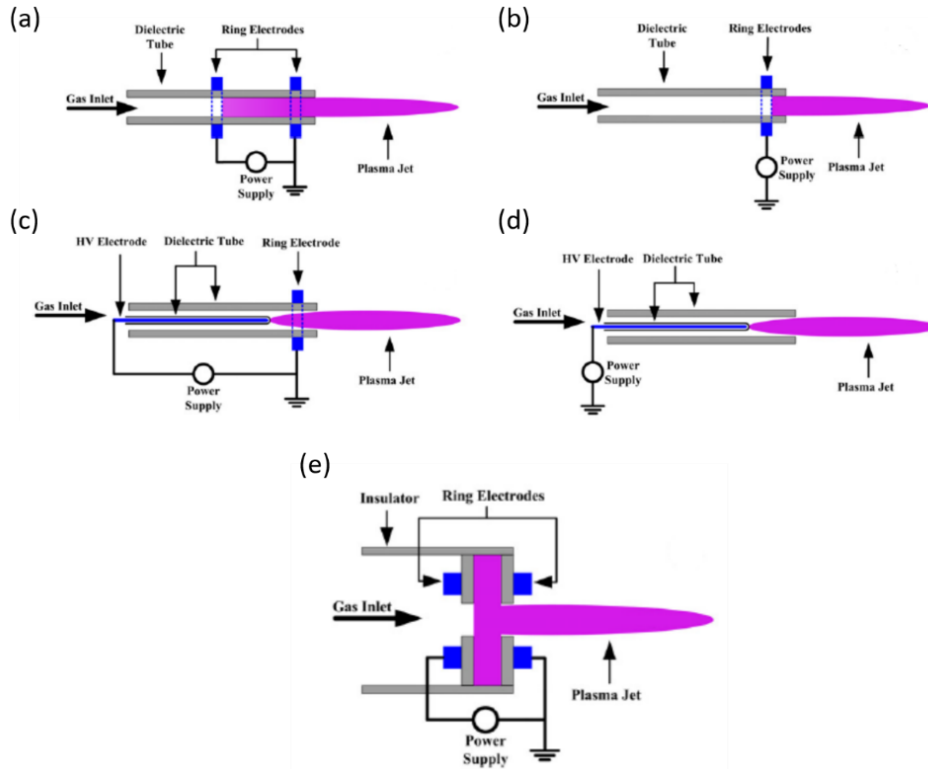 (a)
Dielectric
Tube
Ring Electrodes
Gas Inlet
Power
Supply
Plasma Jet
(b)
Dielectric
Tube
Ring Electrodes
Gas Inlet
Power
Supply
Plasma Jet
(c)
HV Electrode
Dielectric Tube
Ring Electrode
Gas Inlet
Power
Supply
Plasma Jet
(d)
HV Electrode
Dielectric Tube
Gas Inlet
Power
Supply
Plasma Jet
(e)
Insulator
Ring Electrodes
Gas Inlet
Plasma Jet
Power
Supply